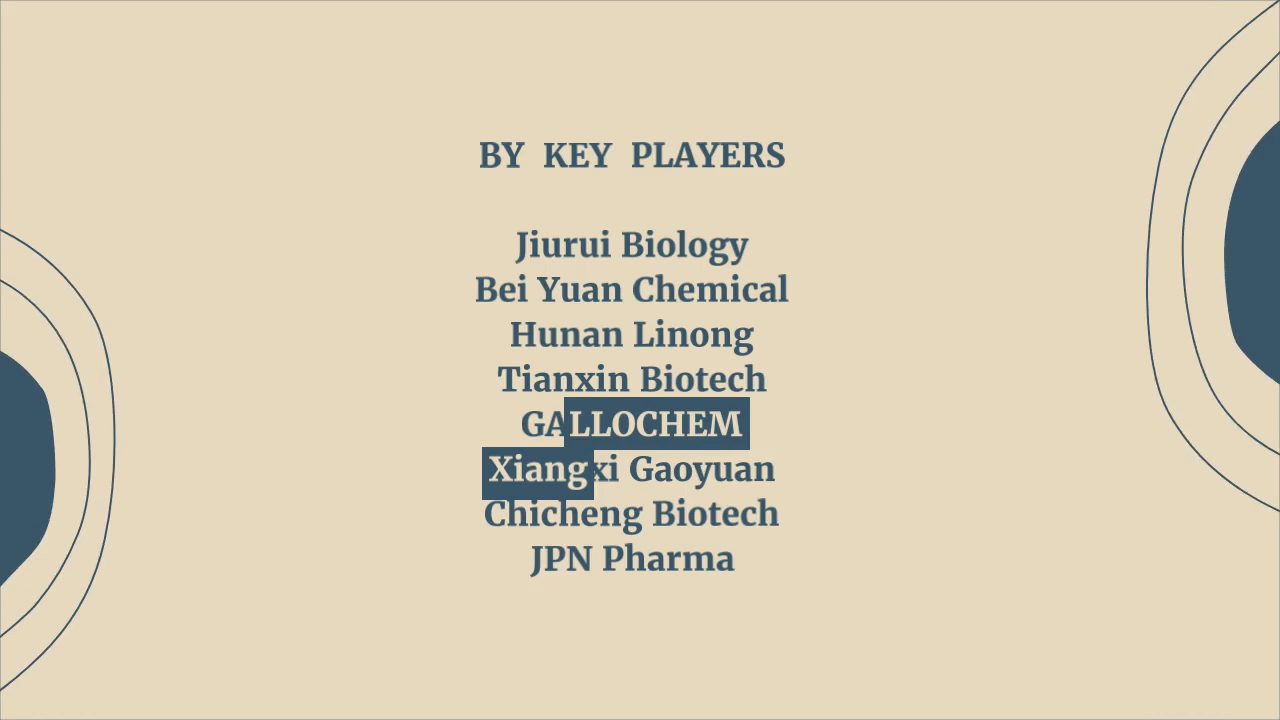 BY KEY PLAYERS
Jiurui Biology
Bei Yuan Chemical
Hunan Linong
Tianxin Biotech
GALLOCHEM
Xiangxi Gaoyuan
Chicheng Biotech
JPN Pharma